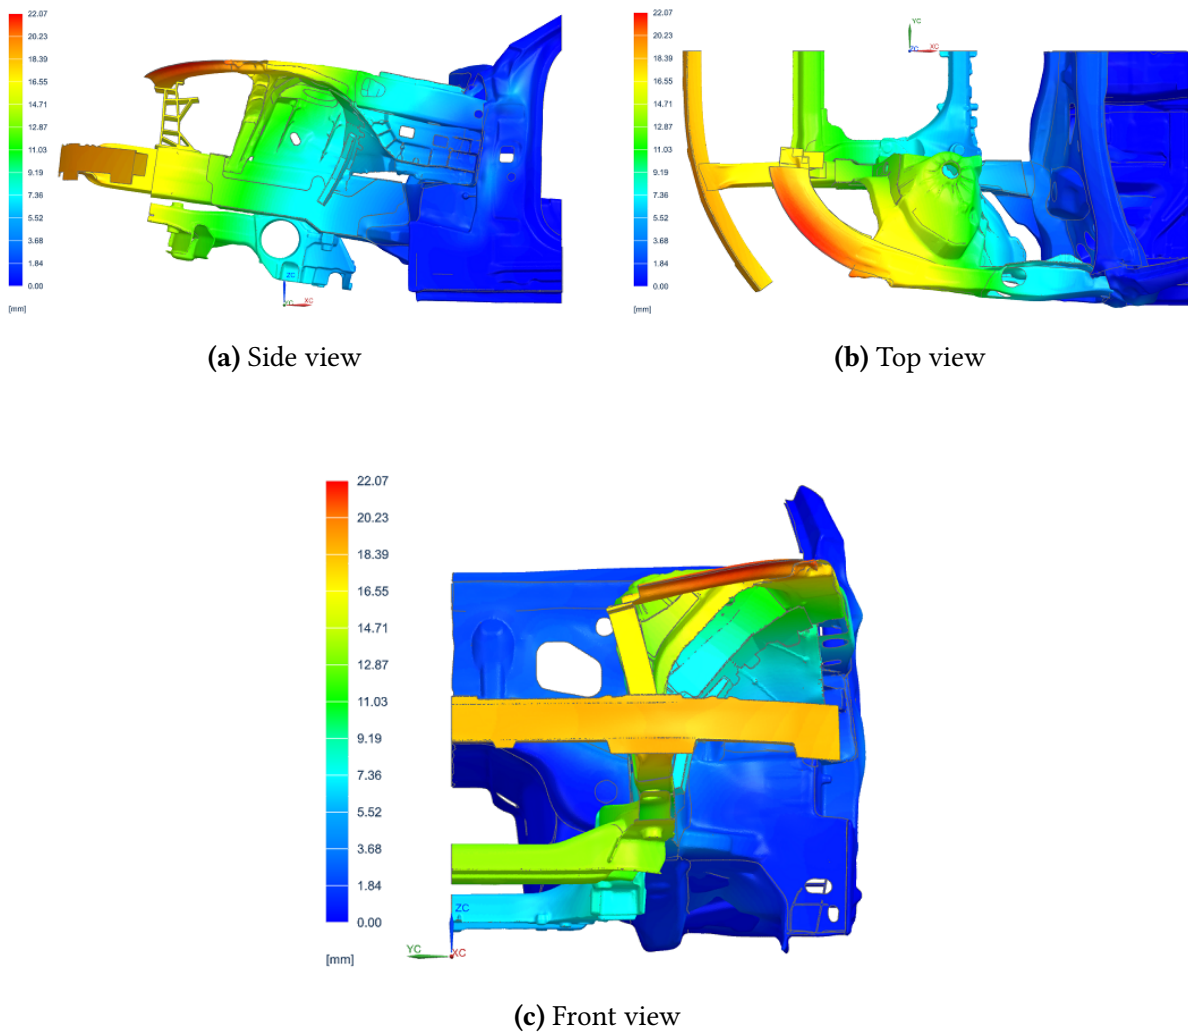 22.07
20.23
18.39
16.55
14.71
12.87
11.03
9.19
7.36
5.52
3.68
1.84
0.00
[mm]
ZC
YC
XC
(a) Side view
22.07
20.23
18.39
16.55
14.71
12.87
11.03
9.19
7.36
5.52
3.68
1.84
0.00
[mm]
YC
ZC
XC
(b) Top view
22.07
20.23
18.39
16.55
14.71
12.87
11.03
9.19
7.36
5.52
3.68
1.84
0.00
[mm]
ZC
YC
XC
(c) Front view